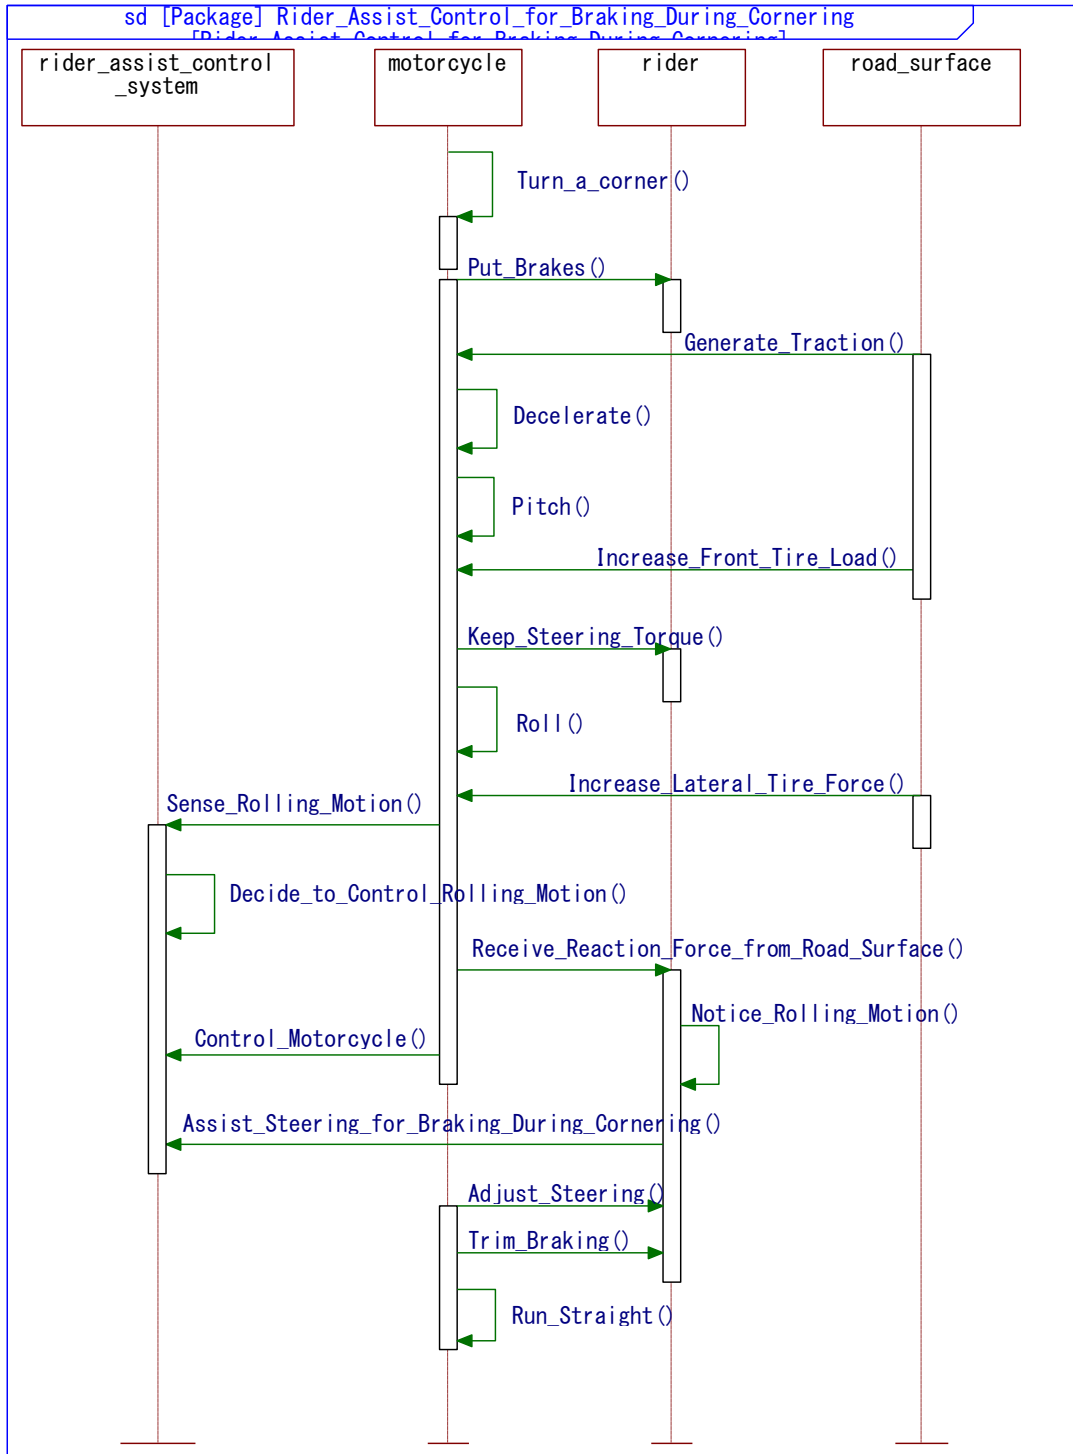 sd [Package] Rider_Assist_Control_for_Braking_During_Cornering
[Rider_Assist_Control_for_Braking_During_Cornering]
rider_assist_control
_system
motorcycle
rider
road_surface
Turn_a_corner()
Put_Brakes()
Generate_Traction()
Decelerate()
Pitch()
Increase_Front_Tire_Load()
Keep_Steering_Torque()
Roll()
Increase_Lateral_Tire_Force()
Sense_Rolling_Motion()
Decide_to_Control_Rolling_Motion()
Receive_Reaction_Force_from_Road_Surface()
Notice_Rolling_Motion()
Control_Motorcycle()
Assist_Steering_for_Braking_During_Cornering()
Adjust_Steering()
Trim_Braking()
Run_Straight()